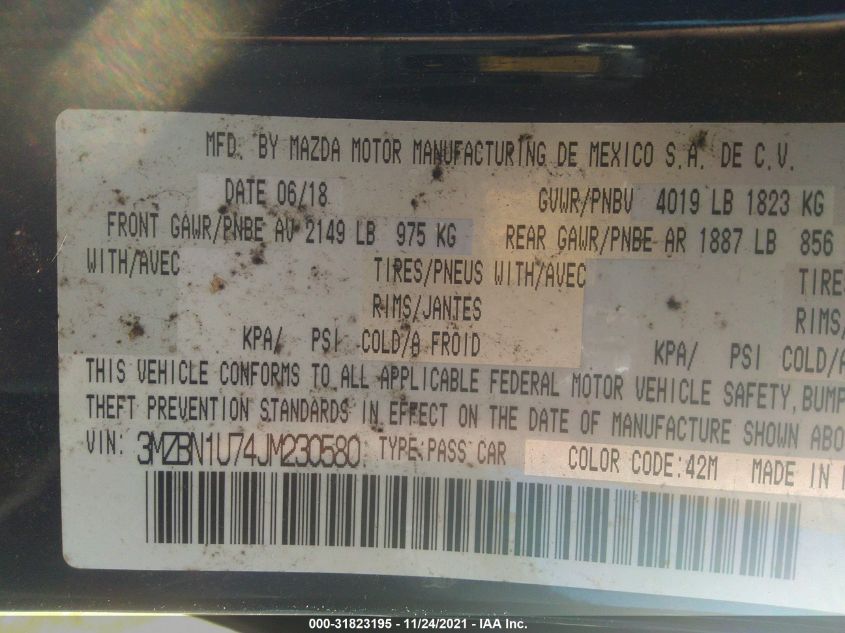 MFD. BY MAZDA MOTOR MANUFACTURING DE MEXICO S.A. DE C.V.
DATE 06/18 GVWR/PNBV 4019 LB 1823 KG
FRONT GAWR/PNBE AV 2149 LB 975 KG REAR GAWR/PNBE AR 1887 LB 856
WITH/AVEC TIRES/PNEUS WITH/AVEC TIRE
RIMS/JANTES RIMS/
KPA/ PSI COLD/A FROID KPA/ PSI COLD/A
THIS VEHICLE CONFORMS TO ALL APPLICABLE FEDERAL MOTOR VEHICLE SAFETY, BUMP
THEFT PREVENTION STANDARDS IN EFFECT ON THE DATE OF MANUFACTURE SHOWN ABO
VIN: 3MZBN1U74JM230580 TYPE:PASS CAR COLOR CODE:42M MADE IN
000-31823195 - 11/24/2021 - IAA Inc.